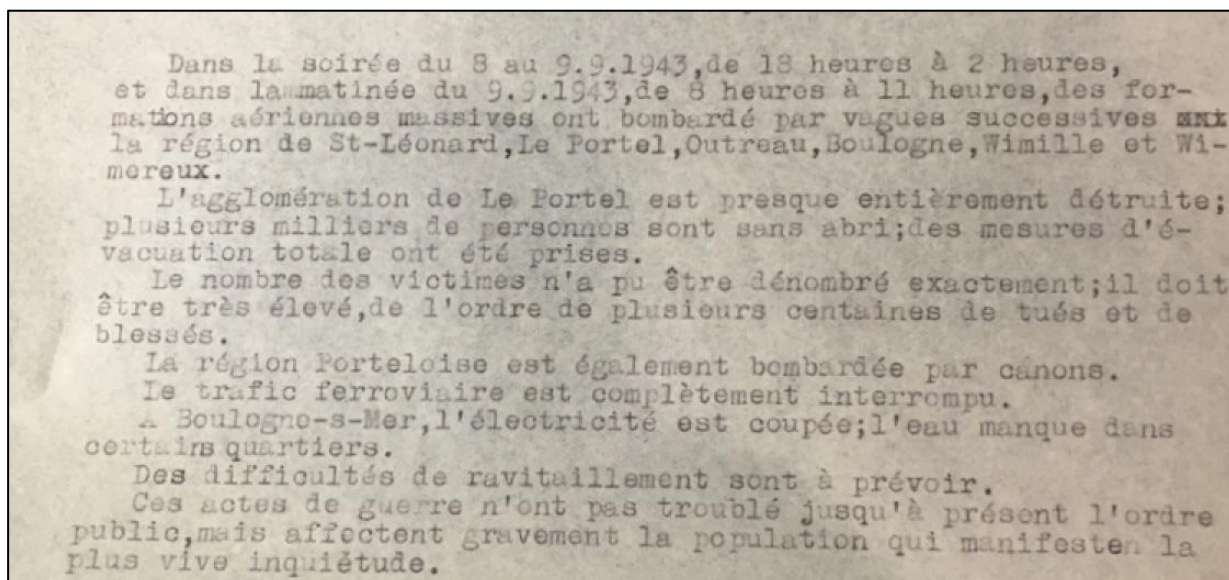 Dans la soirée du 8 au 9.9.1943,de 18 heures à 2 heures,
et dans la matinée du 9.9.1943,de 8 heures à 11 heures,des for-
mations aériennes massives ont bombardé par vagues successives
la région de St-Léonard,Le Portel,Outreau,Boulogne,Wimille et Wi-
mereux.
L'agglomération de Le Portel est presque entièrement détruite;
plusieurs milliers de personnes sont sans abri;des mesures d'é-
vacuation totale ont été prises.
Le nombre des victimes n'a pu être dénombré exactement;il doit
être très élevé,de l'ordre de plusieurs centaines de tués et de
blessés.
La région Porteloise est également bombardée par canons.
Le trafic ferroviaire est complètement interrompu.
A Boulogne-s-Mer,l'électricité est coupée;l'eau manque dans
certains quartiers.
Des difficultés de ravitaillement sont à prévoir.
Ces actes de guerre n'ont pas troublé jusqu'à présent l'ordre
public,mais affectent gravement la population qui manifesten la
plus vive inquiétude.